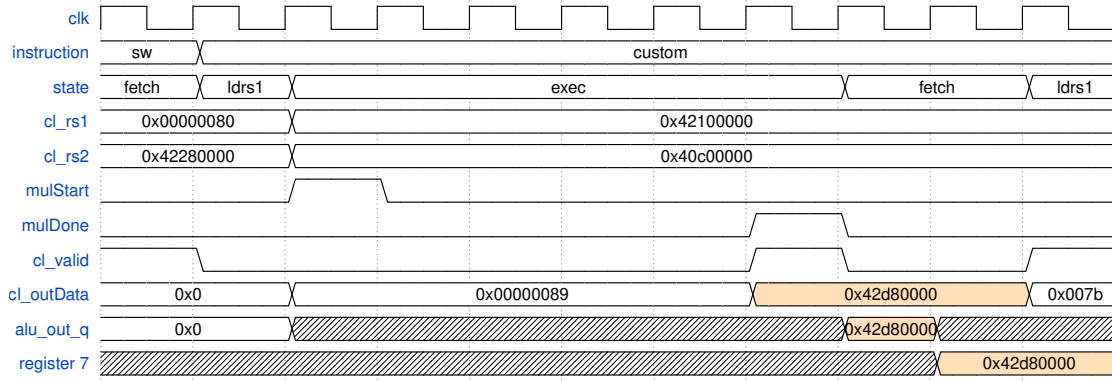 clk
instruction sw custom
state fetch ldrs1 exec fetch ldrs1
cl_rs1 0x00000080 0x42100000
cl_rs2 0x42280000 0x40c00000
mulStart
mulDone
cl_valid
cl_outData 0x0 0x00000089 0x42d80000 0x007b
alu_out_q 0x0 0x42d80000
register 7 0x42d80000